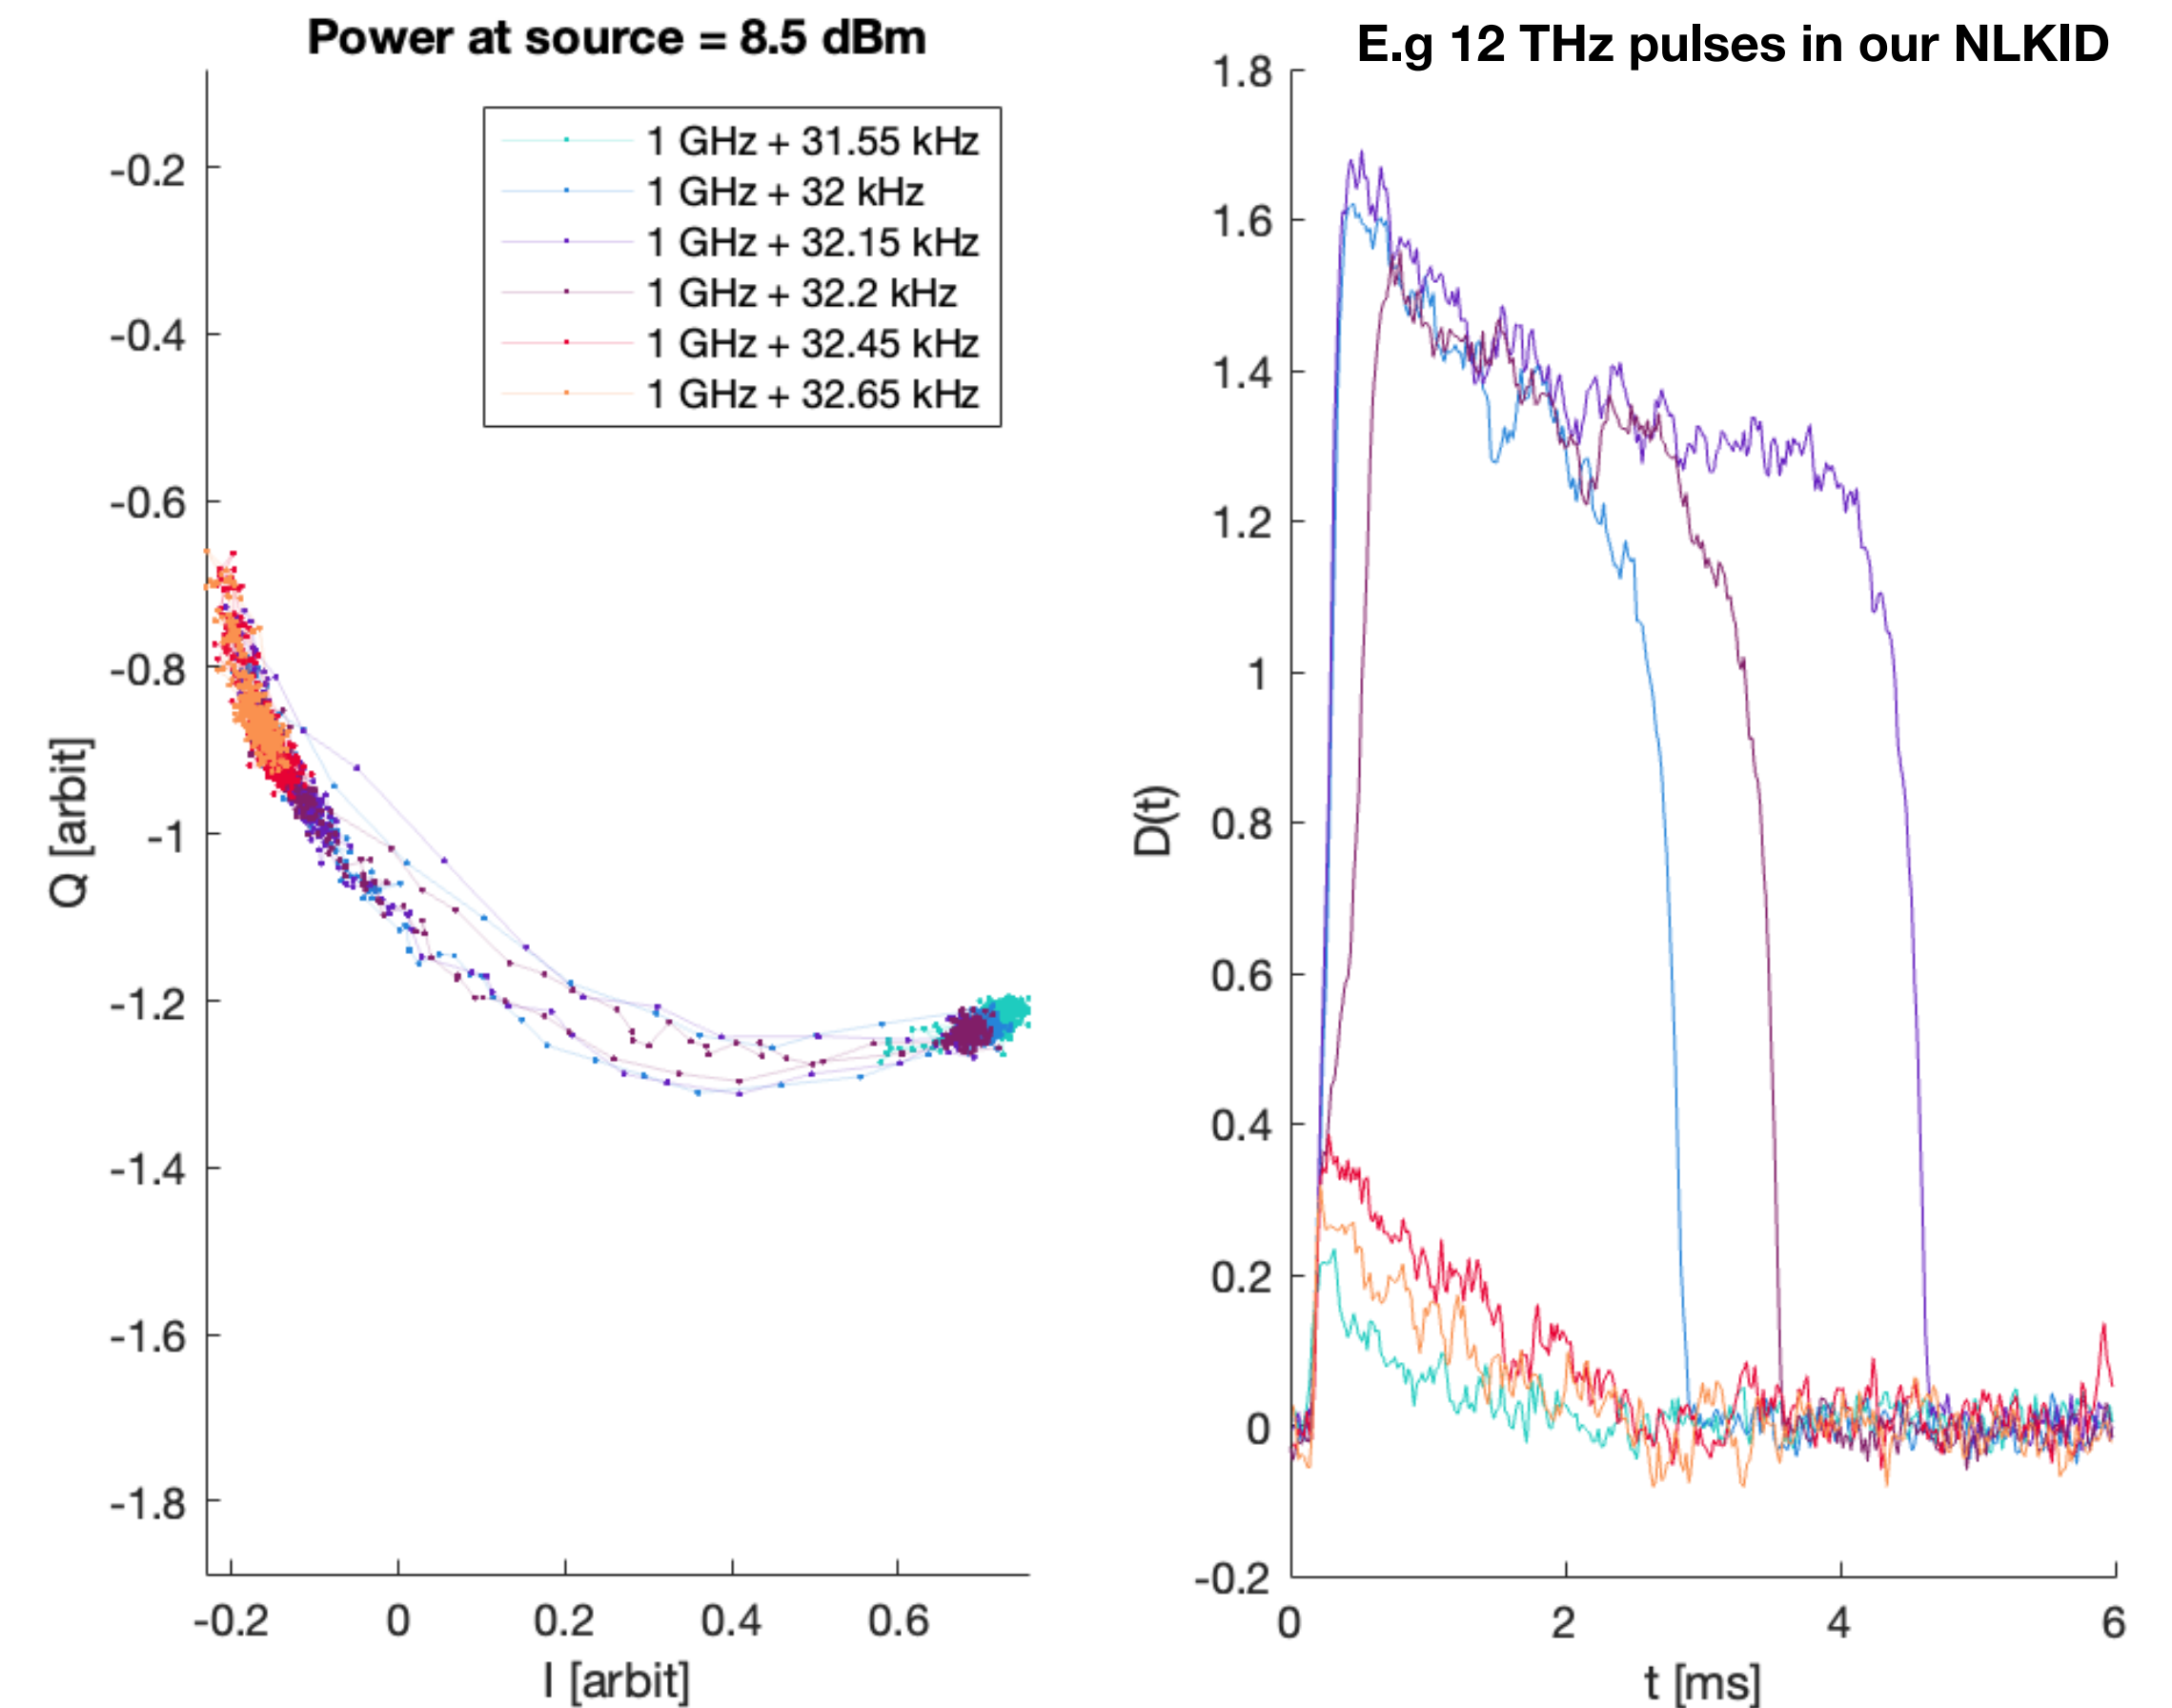 Power at source = 8.5 dBm
1 GHz + 31.55 kHz
1 GHz + 32 kHz
1 GHz + 32.15 kHz
1 GHz + 32.2 kHz
1 GHz + 32.45 kHz
1 GHz + 32.65 kHz
-0.2
-0.4
-0.6
-0.8
-1
-1.2
-1.4
-1.6
-1.8
Q [arbit]
-0.2 0 0.2 0.4 0.6
I [arbit]
E.g 12 THz pulses in our NLKID
1.8
1.6
1.4
1.2
1
0.8
0.6
0.4
0.2
0
-0.2
D(t)
0 2 4 6
t [ms]